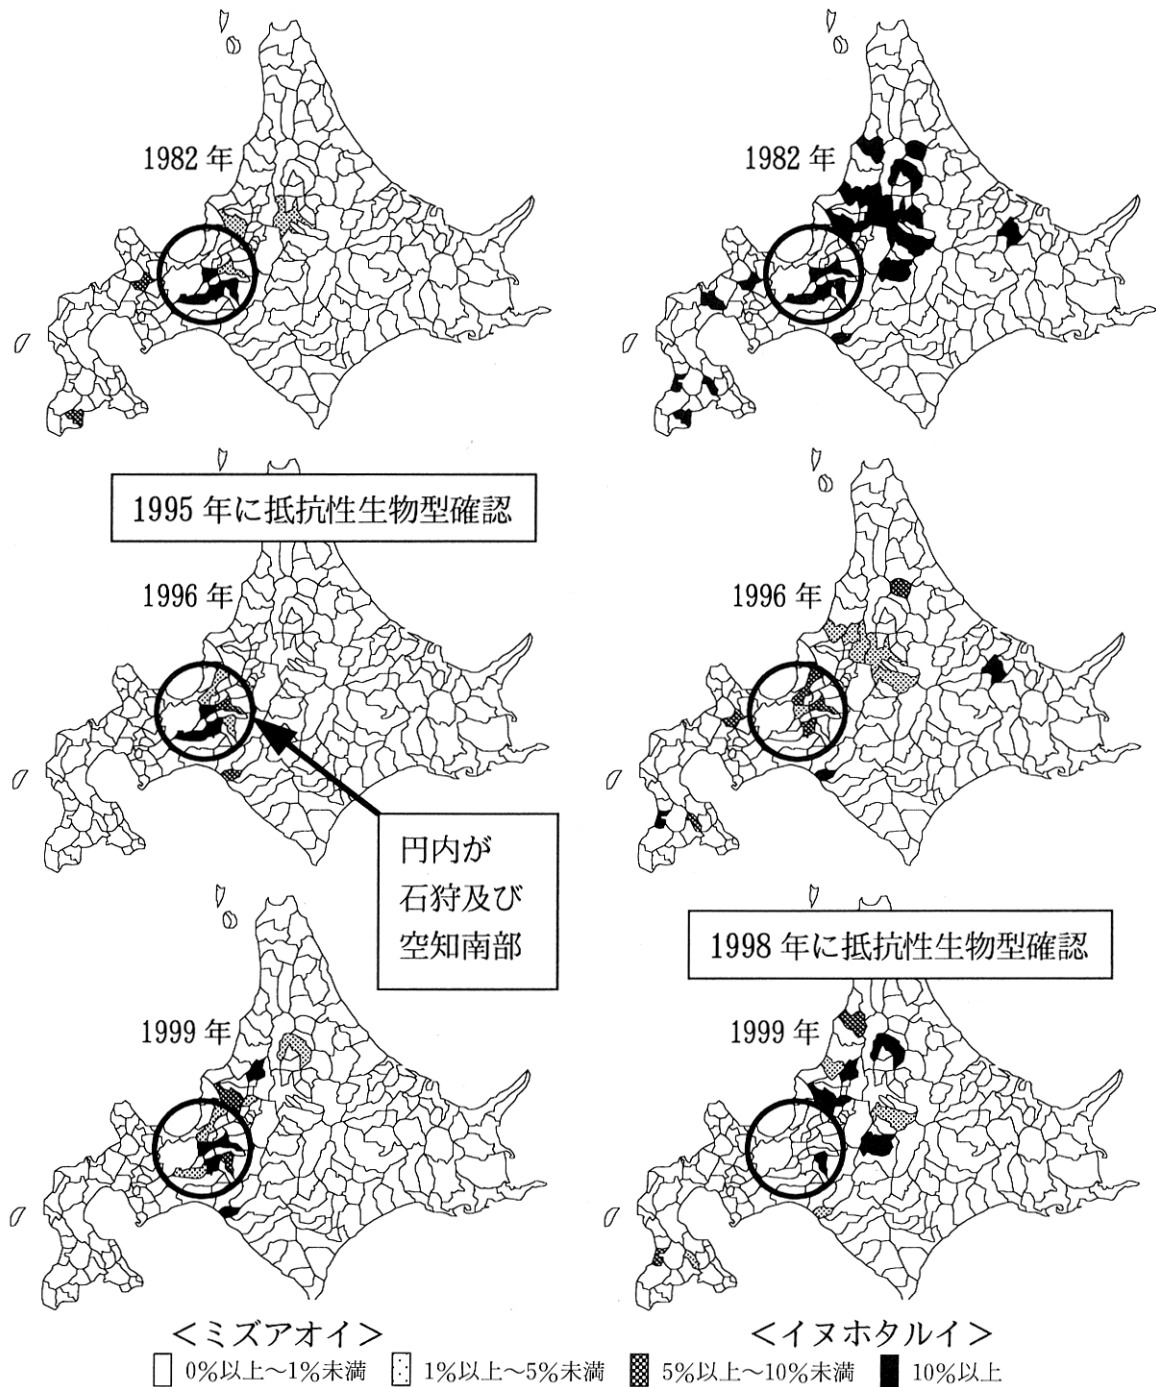 1982 年
1982 年
1995 年に抵抗性生物型確認
1996 年
1996 年
円内が
石狩及び
空知南部
1998 年に抵抗性生物型確認
1999 年
1999 年
＜ミズアオイ＞
＜イヌホタルイ＞
0%以上～1%未満 1%以上～5%未満 5%以上～10%未満 10%以上